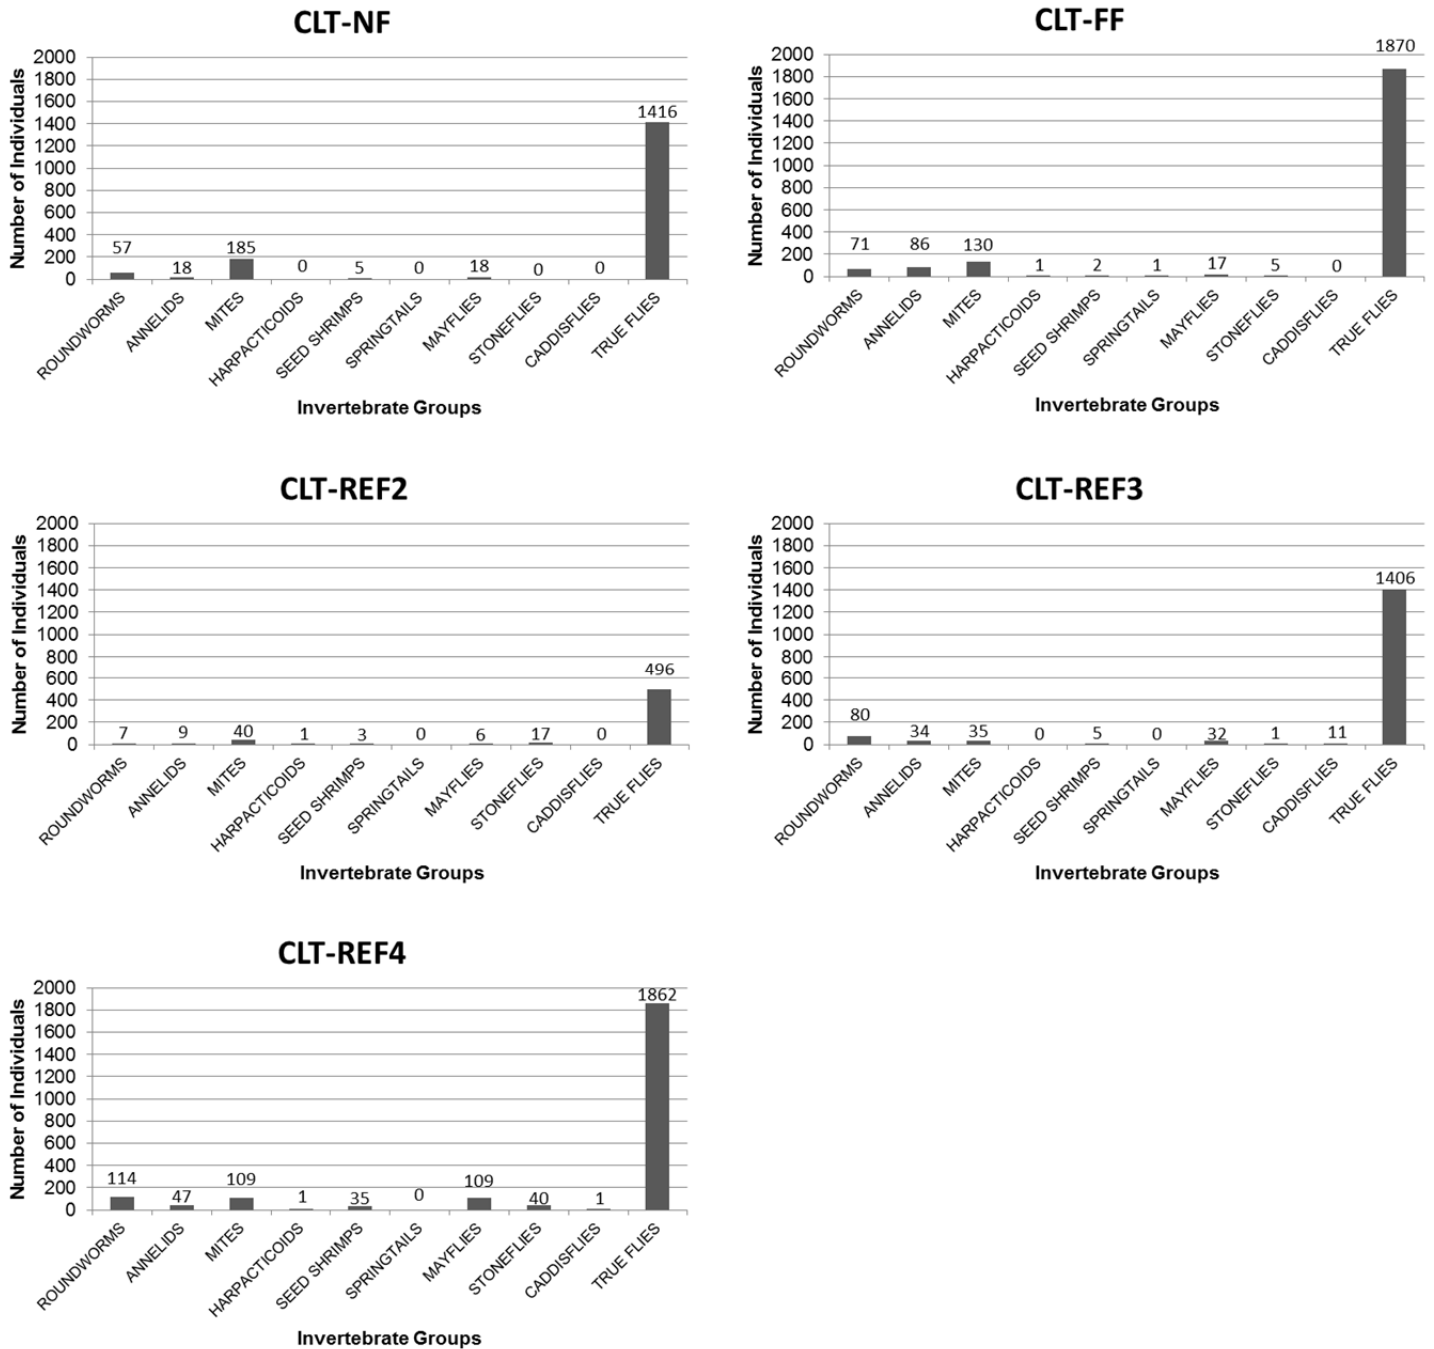 CLT-NF
Number of Individuals
2000
1800
1600
1400
1200
1000
800
600
400
200
0
57
18
185
0
5
0
18
0
0
1416
ROUNDWORMS
ANNELIDS
MITES
HARPACTICOIDS
SEED SHRIMPS
SPRINGTAILS
MAYFLIES
STONEFLIES
CADDISFLIES
TRUE FLIES
Invertebrate Groups
CLT-FF
Number of Individuals
2000
1800
1600
1400
1200
1000
800
600
400
200
0
71
86
130
1
2
1
17
5
0
1870
ROUNDWORMS
ANNELIDS
MITES
HARPACTICOIDS
SEED SHRIMPS
SPRINGTAILS
MAYFLIES
STONEFLIES
CADDISFLIES
TRUE FLIES
Invertebrate Groups
CLT-REF2
Number of Individuals
2000
1800
1600
1400
1200
1000
800
600
400
200
0
7
9
40
1
3
0
6
17
0
496
ROUNDWORMS
ANNELIDS
MITES
HARPACTICOIDS
SEED SHRIMPS
SPRINGTAILS
MAYFLIES
STONEFLIES
CADDISFLIES
TRUE FLIES
Invertebrate Groups
CLT-REF3
Number of Individuals
2000
1800
1600
1400
1200
1000
800
600
400
200
0
80
34
35
0
5
0
32
1
11
1406
ROUNDWORMS
ANNELIDS
MITES
HARPACTICOIDS
SEED SHRIMPS
SPRINGTAILS
MAYFLIES
STONEFLIES
CADDISFLIES
TRUE FLIES
Invertebrate Groups
CLT-REF4
Number of Individuals
2000
1800
1600
1400
1200
1000
800
600
400
200
0
114
47
109
1
35
0
109
40
1
1862
ROUNDWORMS
ANNELIDS
MITES
HARPACTICOIDS
SEED SHRIMPS
SPRINGTAILS
MAYFLIES
STONEFLIES
CADDISFLIES
TRUE FLIES
Invertebrate Groups